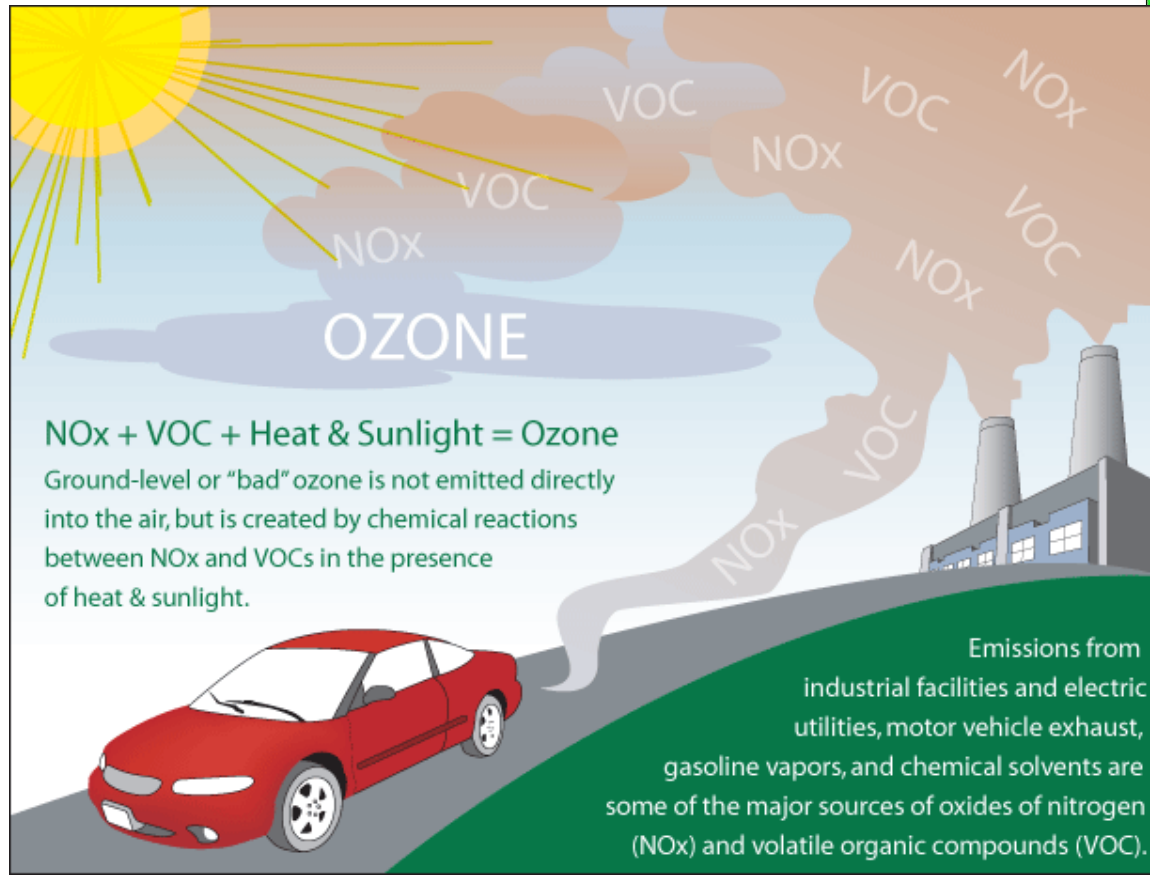 NOx
VOC
VOC
NOx
VOC
NOx
VOC
NOx
NOx
OZONE
VOC
NOx
NOx + VOC + Heat & Sunlight = Ozone
Ground-level or “bad” ozone is not emitted directly
into the air, but is created by chemical reactions
between NOx and VOCs in the presence
of heat & sunlight.
Emissions from
industrial facilities and electric
utilities, motor vehicle exhaust,
gasoline vapors, and chemical solvents are
some of the major sources of oxides of nitrogen
(NOx) and volatile organic compounds (VOC).